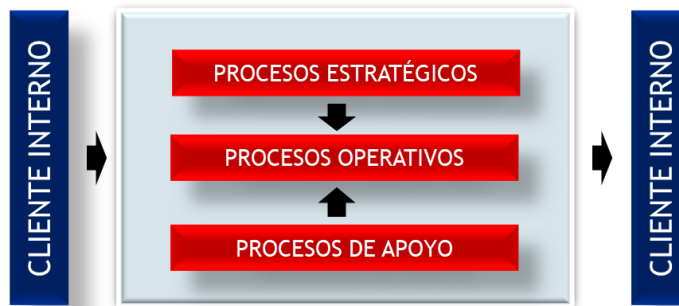 CLIENTE INTERNO
PROCESOS ESTRATÉGICOS
PROCESOS OPERATIVOS
PROCESOS DE APOYO
CLIENTE INTERNO